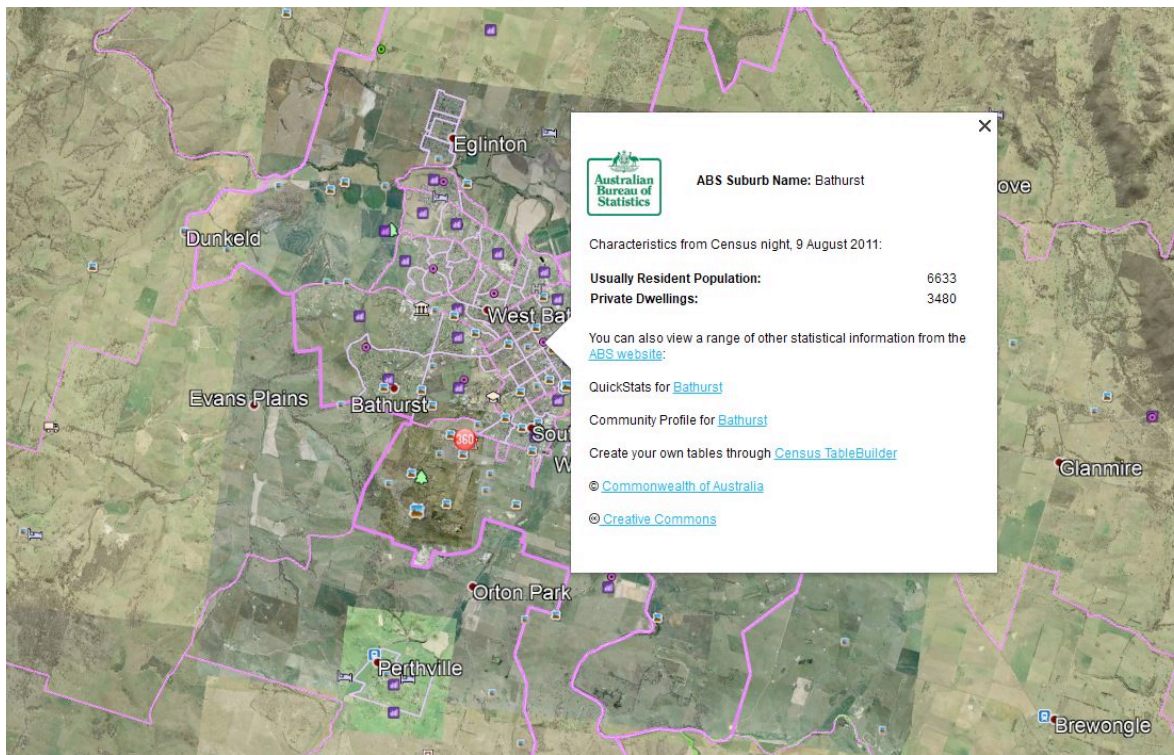 Eglinton
ove
Dunkeld
West Bat
Evans Plains
Bathurst
360
Sout
W
Glanmire
Orton Park
Perthville
Brewongle
Australian
Bureau of
Statistics
ABS Suburb Name: Bathurst
Characteristics from Census night, 9 August 2011:
Usually Resident Population: 6633
Private Dwellings: 3480
You can also view a range of other statistical information from the
ABS website:
QuickStats for Bathurst
Community Profile for Bathurst
Create your own tables through Census TableBuilder
© Commonwealth of Australia
🅭 Creative Commons